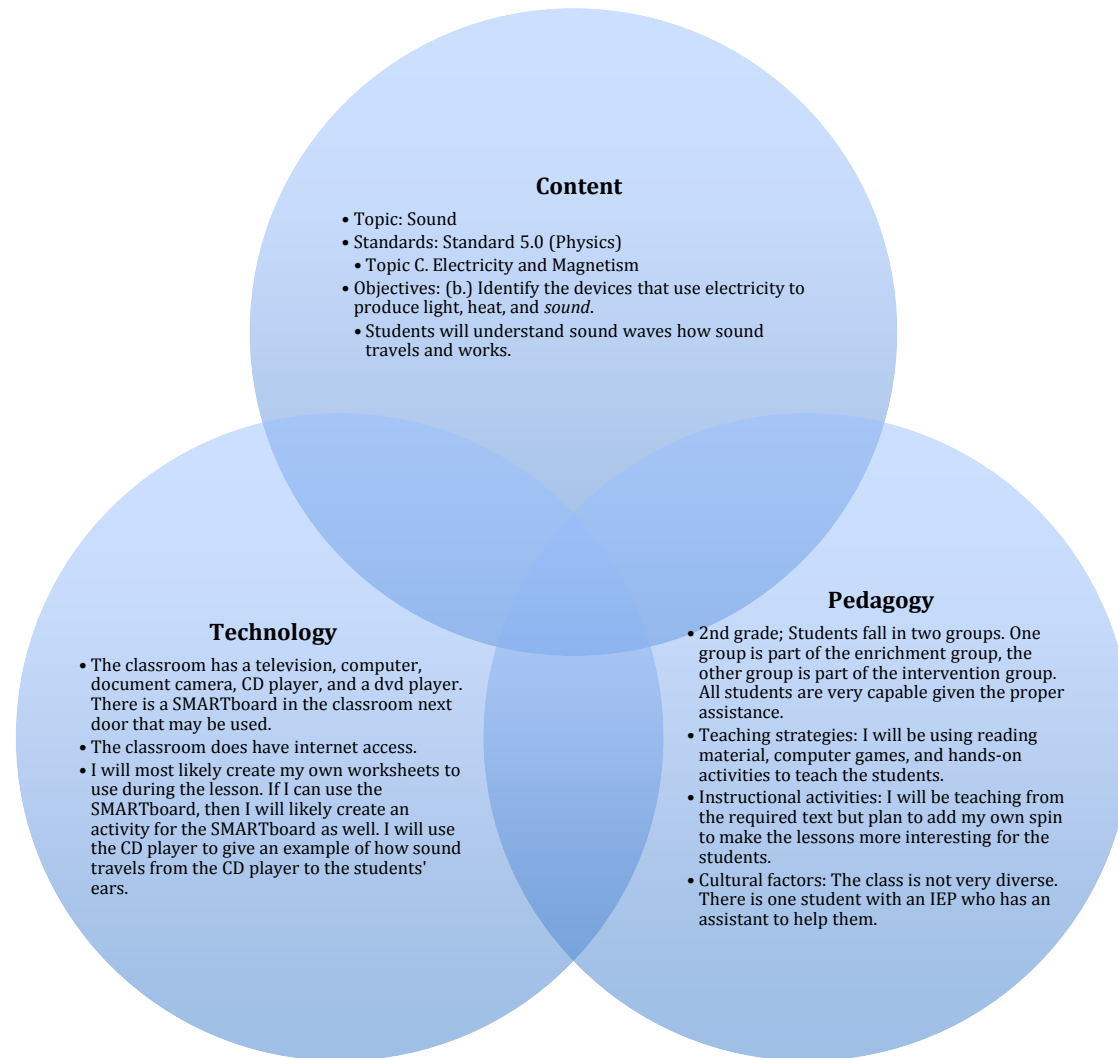 Content
• Topic: Sound
• Standards: Standard 5.0 (Physics)
• Topic C. Electricity and Magnetism
• Objectives: (b.) Identify the devices that use electricity to
produce light, heat, and sound.
• Students will understand sound waves how sound
travels and works.
Technology
• The classroom has a television, computer,
document camera, CD player, and a dvd player.
There is a SMARTboard in the classroom next
door that may be used.
• The classroom does have internet access.
• I will most likely create my own worksheets to
use during the lesson. If I can use the
SMARTboard, then I will likely create an
activity for the SMARTboard as well. I will use
the CD player to give an example of how sound
travels from the CD player to the students'
ears.
Pedagogy
• 2nd grade; Students fall in two groups. One
group is part of the enrichment group, the
other group is part of the intervention group.
All students are very capable given the proper
assistance.
• Teaching strategies: I will be using reading
material, computer games, and hands-on
activities to teach the students.
• Instructional activities: I will be teaching from
the required text but plan to add my own spin
to make the lessons more interesting for the
students.
• Cultural factors: The class is not very diverse.
There is one student with an IEP who has an
assistant to help them.